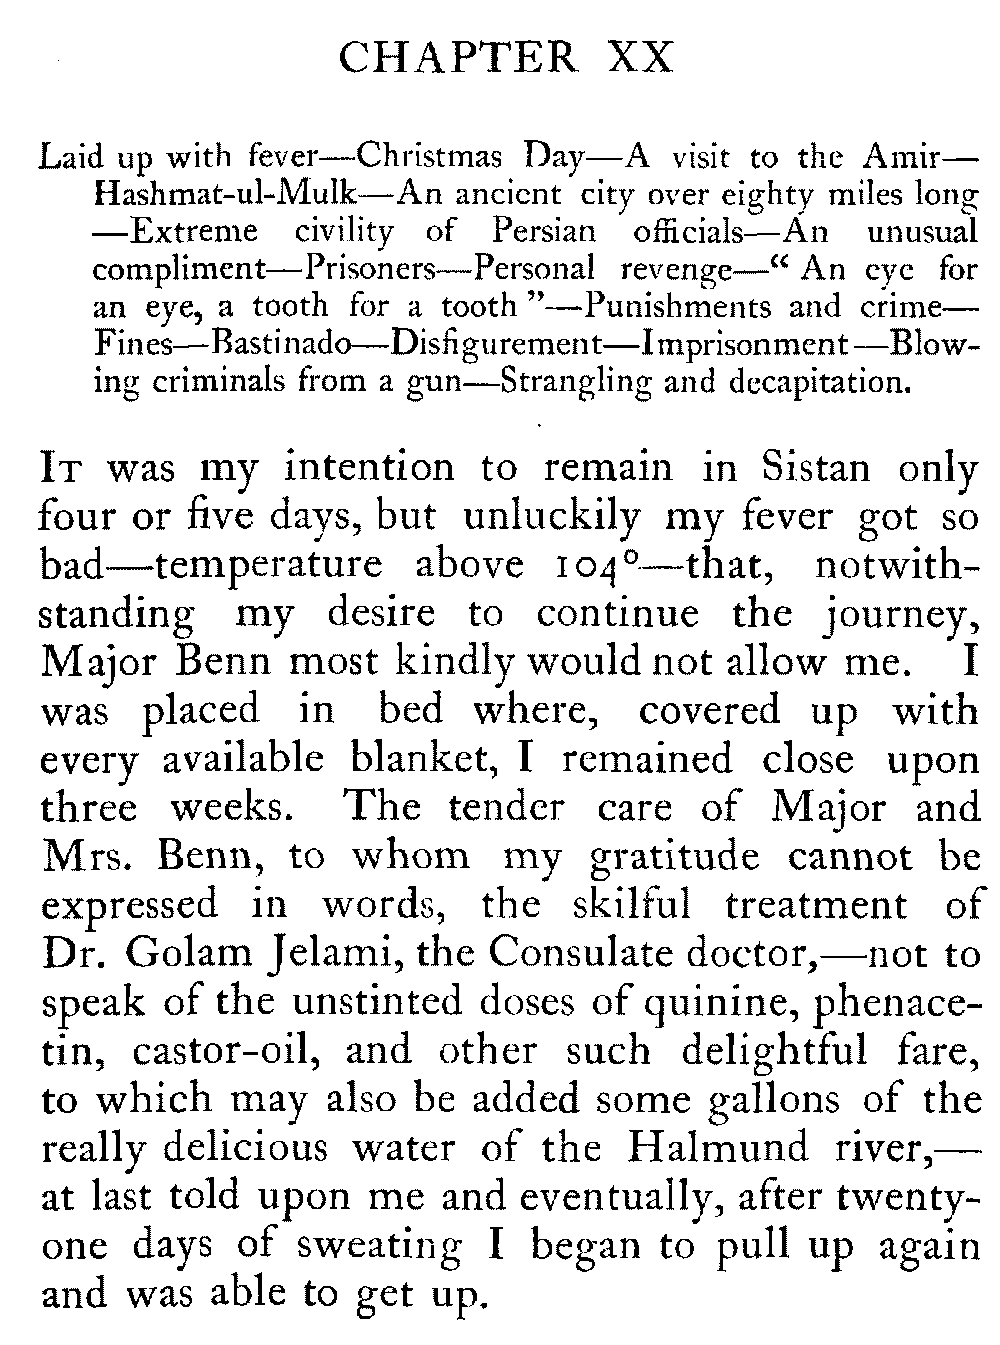 CHAPTER XX
Laid up with fever—Christmas Day—A visit to the Amir—
Hashmat-ul-Mulk—An ancient city over eighty miles long
—Extreme civility of Persian officials—An unusual
compliment—Prisoners—Personal revenge—“ An eye for
an eye, a tooth for a tooth ”—Punishments and crime—
Fines—Bastinado—Disfigurement—Imprisonment—Blow-
ing criminals from a gun—Strangling and decapitation.
IT was my intention to remain in Sistan only
four or five days, but unluckily my fever got so
bad—temperature above 104°—that, notwith-
standing my desire to continue the journey,
Major Benn most kindly would not allow me. I
was placed in bed where, covered up with
every available blanket, I remained close upon
three weeks. The tender care of Major and
Mrs. Benn, to whom my gratitude cannot be
expressed in words, the skilful treatment of
Dr. Golam Jelami, the Consulate doctor,—not to
speak of the unstinted doses of quinine, phenace-
tin, castor-oil, and other such delightful fare,
to which may also be added some gallons of the
really delicious water of the Halmund river,—
at last told upon me and eventually, after twenty-
one days of sweating I began to pull up again
and was able to get up.